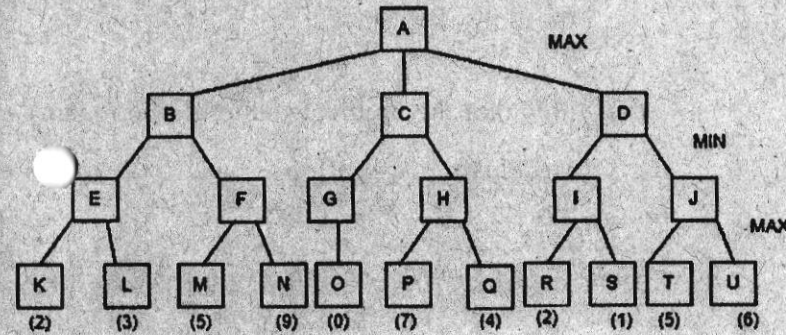 A
MAX
B C D
MIN
E F G H I J
MAX
K L M N O P Q R S T U
(2) (3) (5) (9) (0) (7) (4) (2) (1) (5) (6)